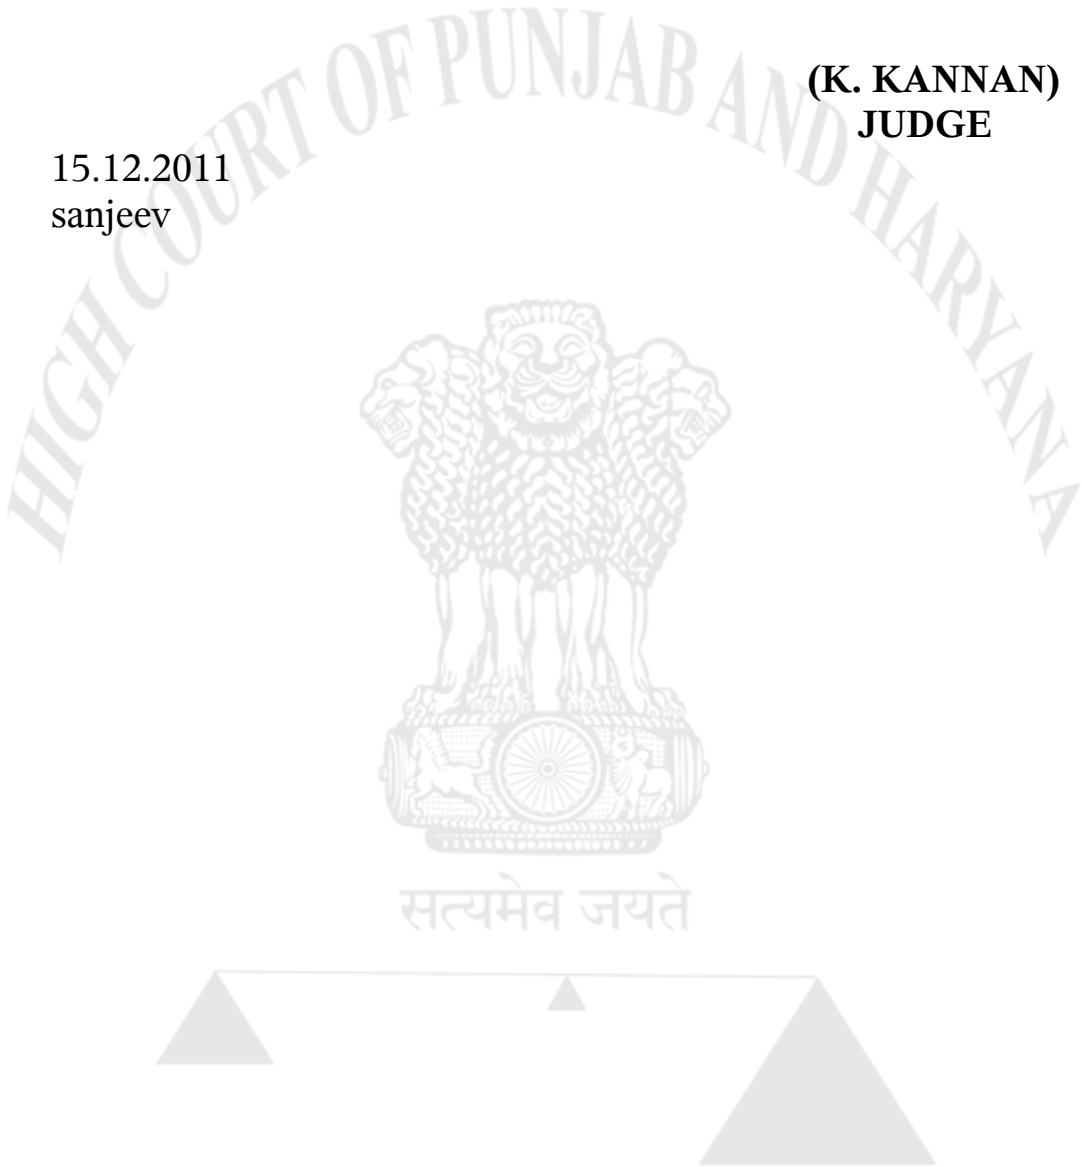 HIGH COURT OF PUNJAB AND HARYANA
(K. KANNAN)
JUDGE
15.12.2011
sanjeev
सत्यमेव जयते